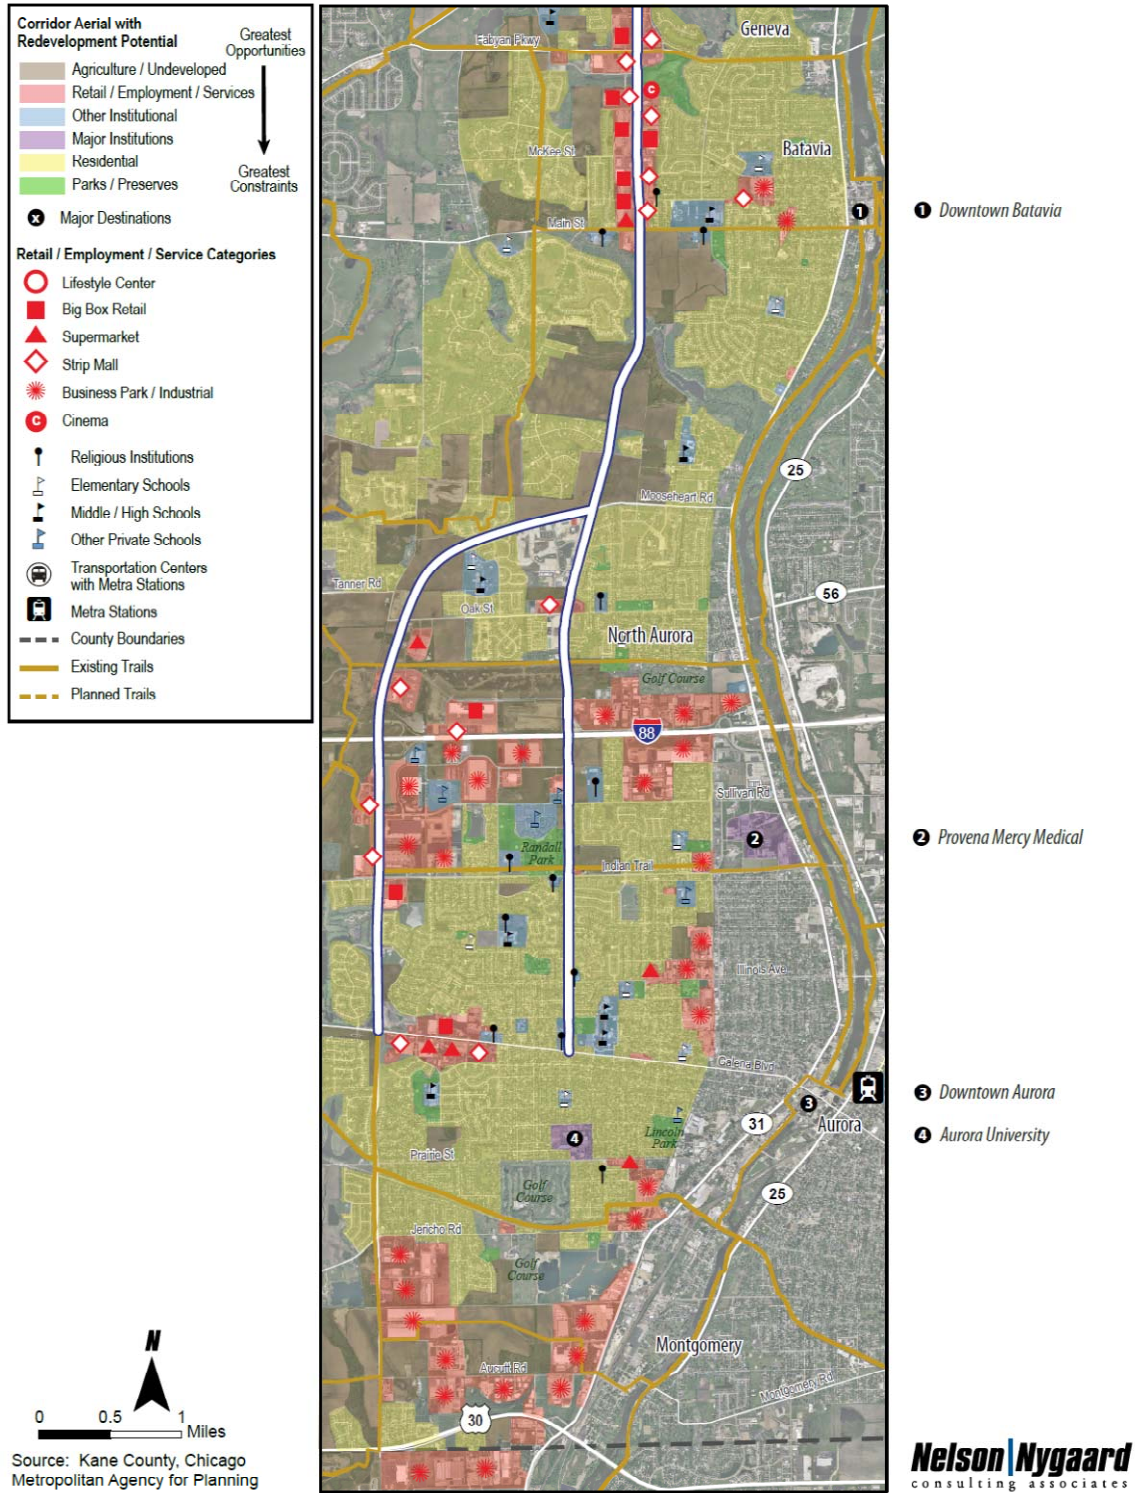 Corridor Aerial with
Redevelopment Potential
Greatest
Opportunities
Agriculture / Undeveloped
Retail / Employment / Services
Other Institutional
Major Institutions
Residential
Parks / Preserves
Greatest
Constraints
x Major Destinations
Retail / Employment / Service Categories
Lifestyle Center
Big Box Retail
Supermarket
Strip Mall
Business Park / Industrial
C Cinema
Religious Institutions
Elementary Schools
Middle / High Schools
Other Private Schools
Transportation Centers
with Metra Stations
Metra Stations
County Boundaries
Existing Trails
Planned Trails
Geneva
Fabyan Pkwy
C
McKee St
Batavia
Main St
1
1 Downtown Batavia
25
Mooseheart Rd
Tanner Rd
56
Oak St
North Aurora
Golf Course
88
Sullivan Rd
2
2 Provena Mercy Medical
Randall
Park
Indian Trail
Illinois Ave
Galena Blvd
3
3 Downtown Aurora
Aurora
31
Lincoln
Park
4
4 Aurora University
Prairie St
25
Golf
Course
Jericho Rd
Golf
Course
Montgomery
Aucutt Rd
Montgomery Rd
30
N
0 0.5 1
Miles
Source: Kane County, Chicago
Metropolitan Agency for Planning
Nelson|Nygaard
consulting associates